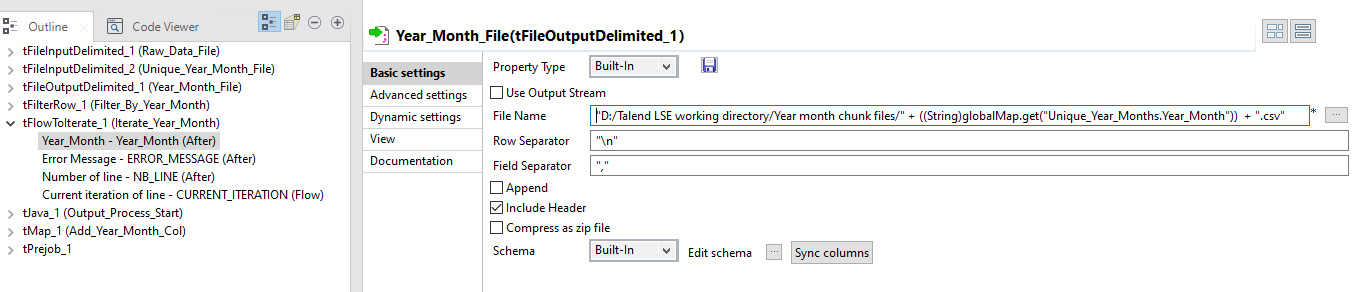 Outline
Code Viewer
tFileInputDelimited_1 (Raw_Data_File)
tFileInputDelimited_2 (Unique_Year_Month_File)
tFileOutputDelimited_1 (Year_Month_File)
tFilterRow_1 (Filter_By_Year_Month)
tFlowToIterate_1 (Iterate_Year_Month)
Year_Month - Year_Month (After)
Error Message - ERROR_MESSAGE (After)
Number of line - NB_LINE (After)
Current iteration of line - CURRENT_ITERATION (Flow)
tJava_1 (Output_Process_Start)
tMap_1 (Add_Year_Month_Col)
tPrejob_1
Year_Month_File(tFileOutputDelimited_1)
Basic settings
Advanced settings
Dynamic settings
View
Documentation
Property Type Built-In
Use Output Stream
File Name "D:/Talend LSE working directory/Year month chunk files/" + ((String)globalMap.get("Unique_Year_Months.Year_Month")) + ".csv" * ...
Row Separator "\n"
Field Separator ","
Append
Include Header
Compress as zip file
Schema Built-In Edit schema ... Sync columns